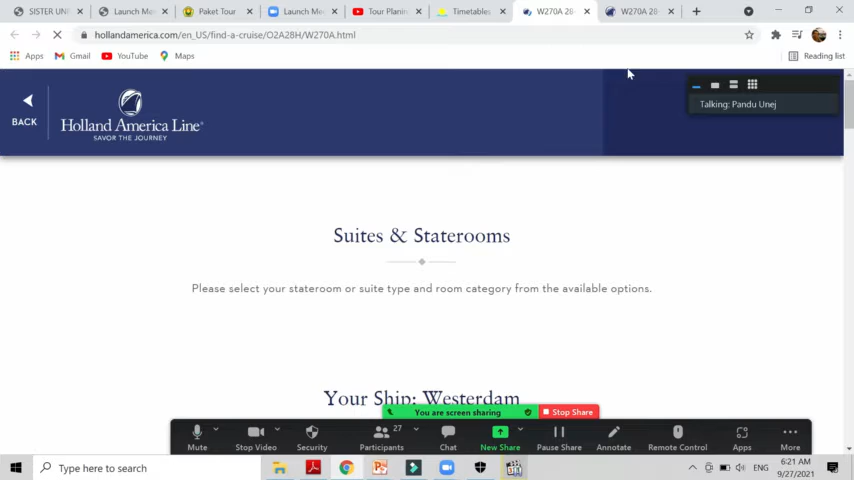 SISTER UNE
Launch Me
Paket Tour
Launch Me
Tour Planin
Timetables
W270A 28
W270A 28
hollandamerica.com/en_US/find-a-cruise/O2A28H/W270A.html
Apps
Gmail
YouTube
Maps
Reading list
BACK
Holland America Line
SAVOR THE JOURNEY
Talking: Pandu Unej
Suites & Staterooms
Please select your stateroom or suite type and room category from the available options.
Your Ship: Westerdam
You are screen sharing
Stop Share
27
Mute
Stop Video
Security
Participants
Chat
New Share
Pause Share
Annotate
Remote Control
Apps
More
Type here to search
ENG
6:21 AM
9/27/2021